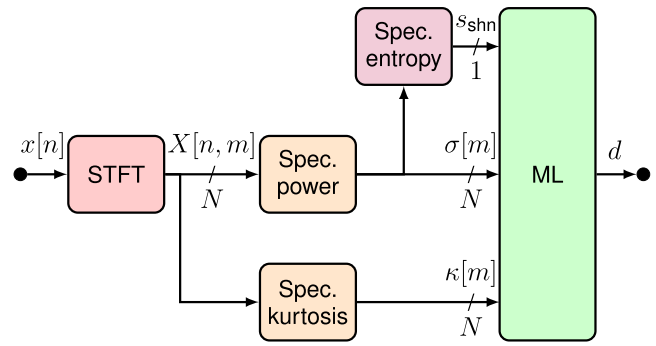 Spec.
entropy
s_shn
1
x[n]
STFT
X[n, m]
N
Spec.
power
σ[m]
N
ML
d
Spec.
kurtosis
κ[m]
N